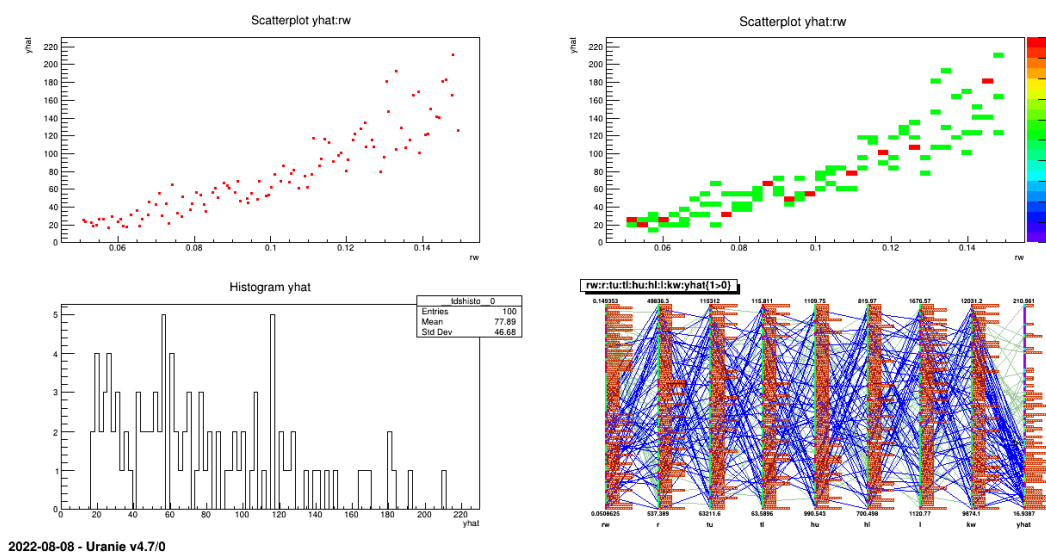 Scatterplot yhat:rw
yhat
220
200
180
160
140
120
100
80
60
40
20
0
0.06
0.08
0.1
0.12
0.14
rw
Scatterplot yhat:rw
yhat
220
200
180
160
140
120
100
80
60
40
20
0
0.06
0.08
0.1
0.12
0.14
rw
Histogram yhat
__tdshisto__0
Entries 100
Mean 77.89
Std Dev 46.68
5
4
3
2
1
0
0 20 40 60 80 100 120 140 160 180 200 220
yhat
rw:r:tu:tl:hu:hl:l:kw:yhat{1>0}
0.149353 49836.3 115312 115.811 1109.75 819.97 1676.57 12031.2 210.961
0.0506625 537.389 63211.6 63.5896 990.543 700.498 1120.77 9874.1 16.9387
rw r tu tl hu hl l kw yhat
2022-08-08 - Uranie v4.7/0